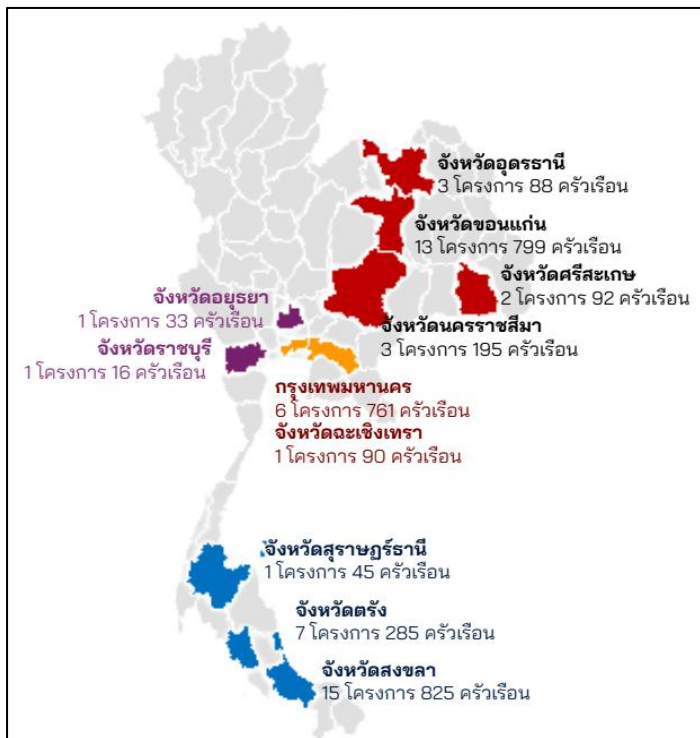 จังหวัดอุดรธานี
3 โครงการ 88 ครัวเรือน
จังหวัดขอนแก่น
13 โครงการ 799 ครัวเรือน
จังหวัดศรีสะเกษ
2 โครงการ 92 ครัวเรือน
จังหวัดอยุธยา
1 โครงการ 33 ครัวเรือน
จังหวัดนครราชสีมา
3 โครงการ 195 ครัวเรือน
จังหวัดราชบุรี
1 โครงการ 16 ครัวเรือน
กรุงเทพมหานคร
6 โครงการ 761 ครัวเรือน
จังหวัดฉะเชิงเทรา
1 โครงการ 90 ครัวเรือน
จังหวัดสุราษฎร์ธานี
1 โครงการ 45 ครัวเรือน
จังหวัดตรัง
7 โครงการ 285 ครัวเรือน
จังหวัดสงขลา
15 โครงการ 825 ครัวเรือน